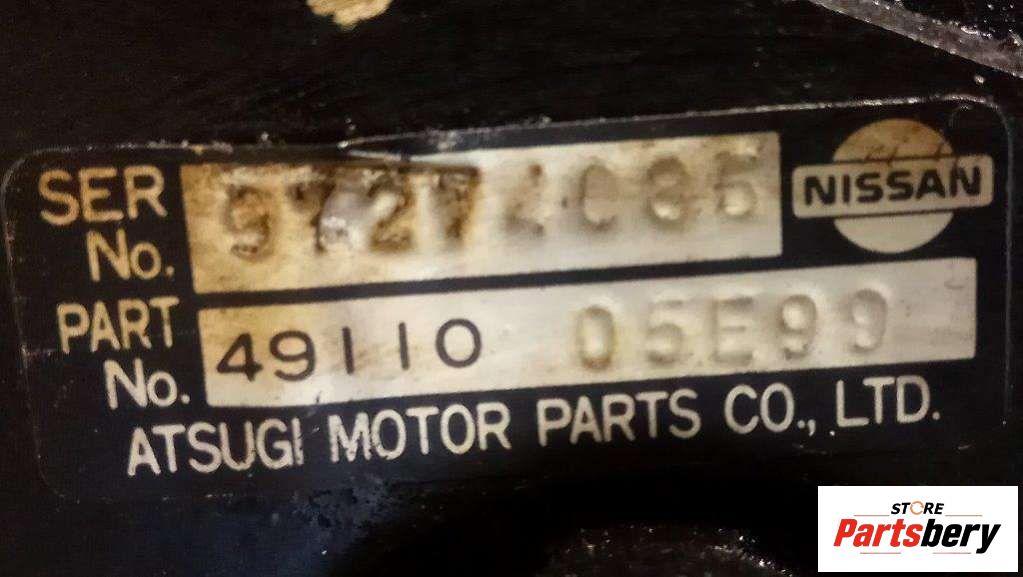 SER No.
NISSAN
PART No. 49110 05E99
ATSUGI MOTOR PARTS CO., LTD.
STORE
Partsbery